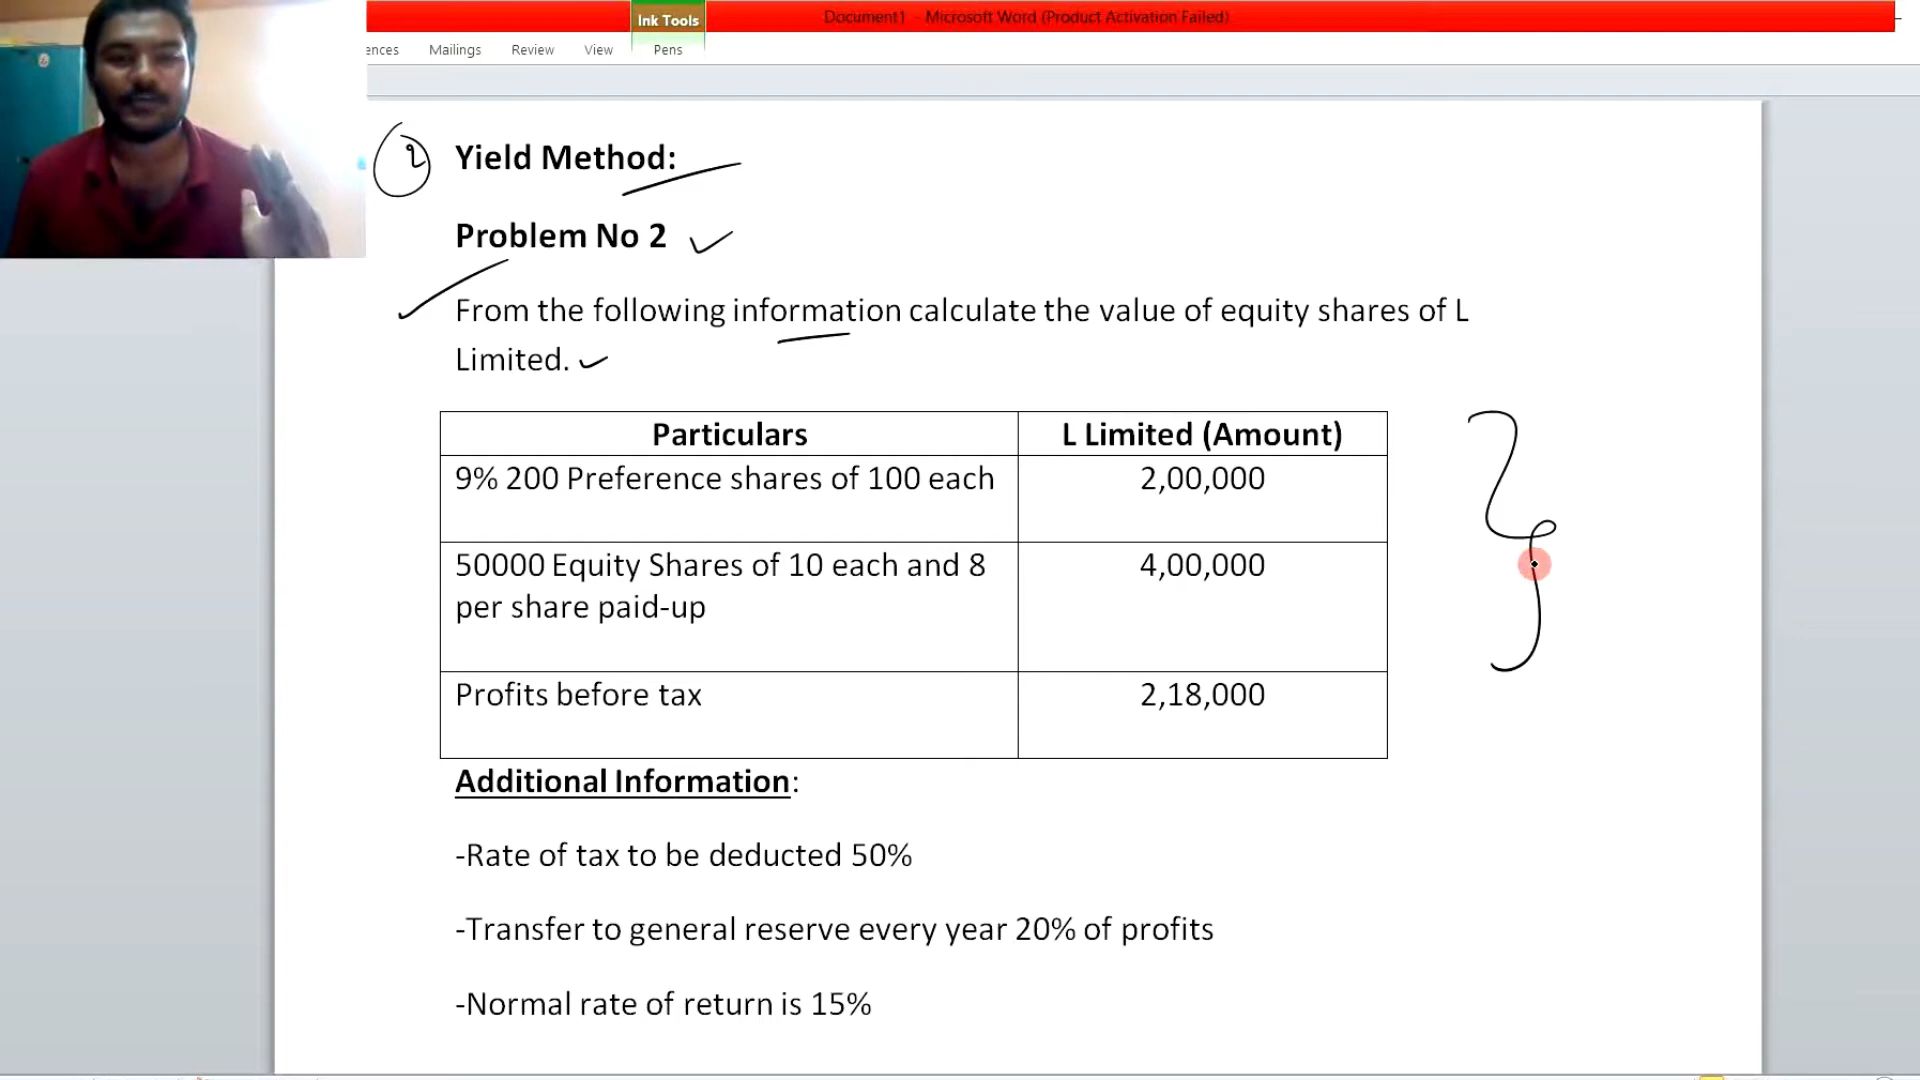 Ink Tools
Document1 - Microsoft Word (Product Activation Failed)
ences Mailings Review View Pens
2 Yield Method:
Problem No 2
From the following information calculate the value of equity shares of L
Limited.
Particulars L Limited (Amount)
9% 200 Preference shares of 100 each 2,00,000
50000 Equity Shares of 10 each and 8 4,00,000
per share paid-up
Profits before tax 2,18,000
Additional Information:
-Rate of tax to be deducted 50%
-Transfer to general reserve every year 20% of profits
-Normal rate of return is 15%